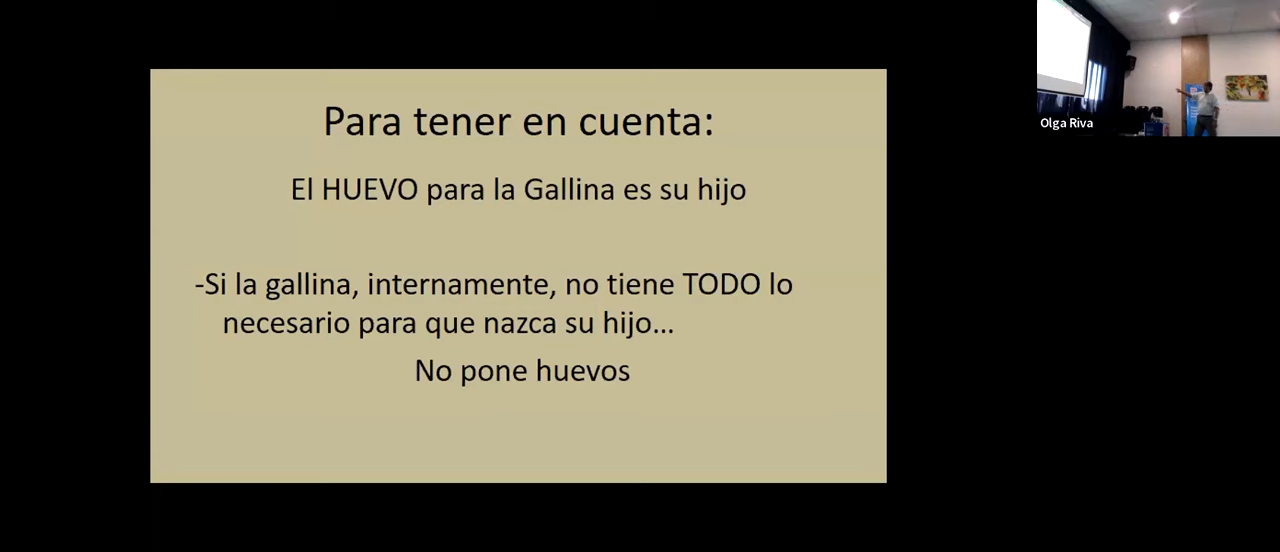 Para tener en cuenta:
El HUEVO para la Gallina es su hijo
-Si la gallina, internamente, no tiene TODO lo
necesario para que nazca su hijo...
No pone huevos
Olga Riva